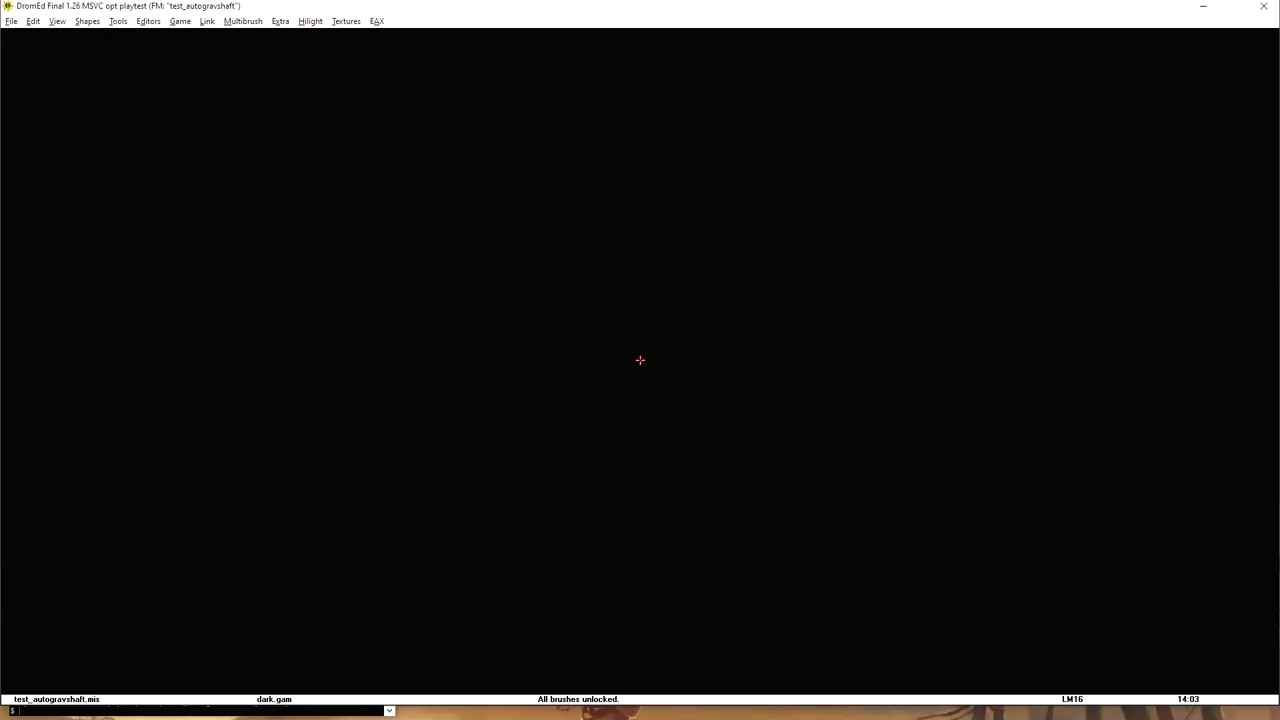 DromEd Final 1.26 MSVC opt playtest (FM: "test_autogravshaft")
File Edit View Shapes Tools Editors Game Link Multibrush Extra Hilight Textures EAX
test_autogravshaft.mis dark.gam All brushes unlocked. LM16 14:03
$